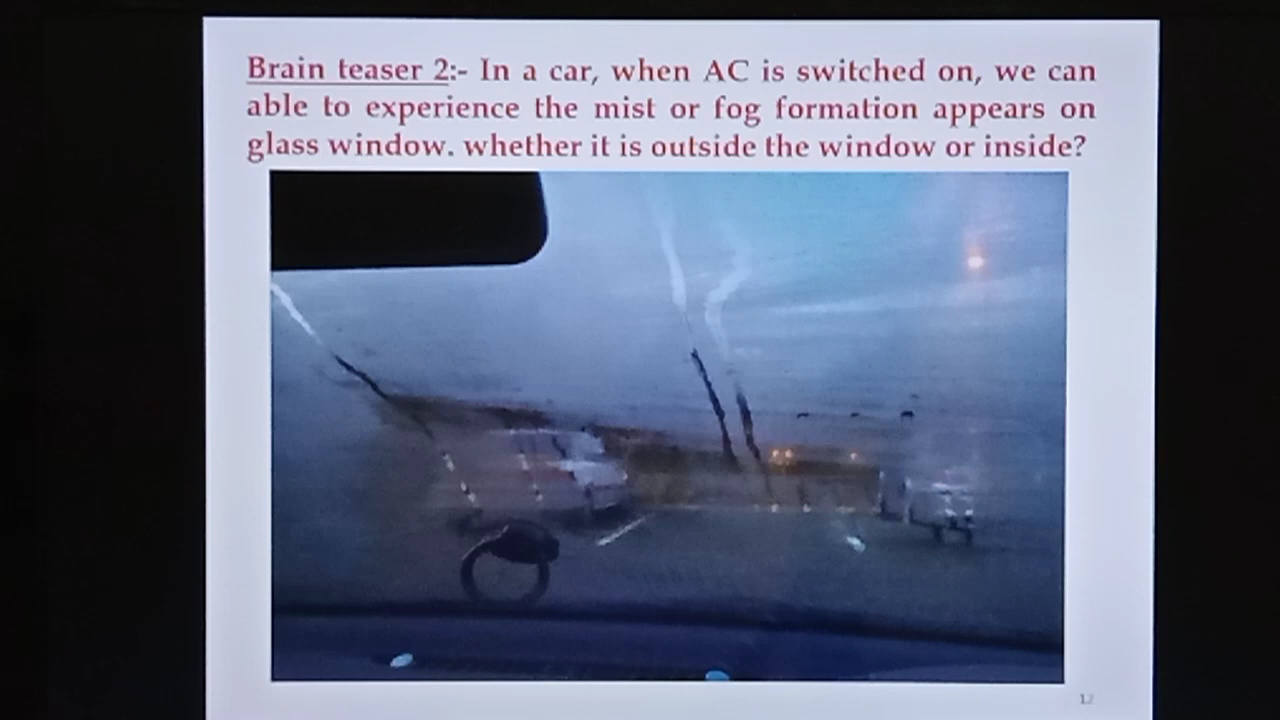 Brain teaser 2:- In a car, when AC is switched on, we can
able to experience the mist or fog formation appears on
glass window. whether it is outside the window or inside?
12